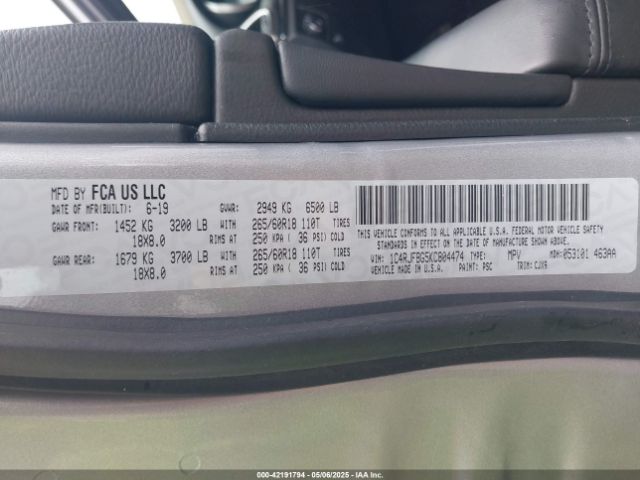 MFD BY FCA US LLC
DATE OF MFR(BUILT): 6-19 GVWR: 2949 KG 6500 LB
GAWR FRONT: 1452 KG 3200 LB WITH 265/60R18 110T TIRES
18X8.0 RIMS AT 250 KPA ( 36 PSI) COLD
GAWR REAR: 1679 KG 3700 LB WITH 265/60R18 110T TIRES
18X8.0 RIMS AT 250 KPA ( 36 PSI) COLD
THIS VEHICLE CONFORMS TO ALL APPLICABLE U.S.A. FEDERAL MOTOR VEHICLE SAFETY
STANDARDS IN EFFECT ON THE DATE OF MANUFACTURE SHOWN ABOVE.
VIN: 1C4RJFBG5KC804474 TYPE: MPV MDH: 053101 463AA
PAINT: PSC TRIM: CJX9
000-42191794 - 05/06/2025 - IAA Inc.